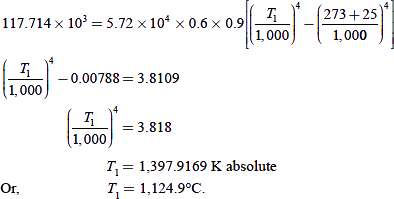 117.714 × 10³ = 5.72 × 10⁴ × 0.6 × 0.9[(T₁/1,000)⁴ − ((273 + 25)/1,000)⁴]
(T₁/1,000)⁴ − 0.00788 = 3.8109
(T₁/1,000)⁴ = 3.818
T₁ = 1,397.9169 K absolute
Or, T₁ = 1,124.9°C.